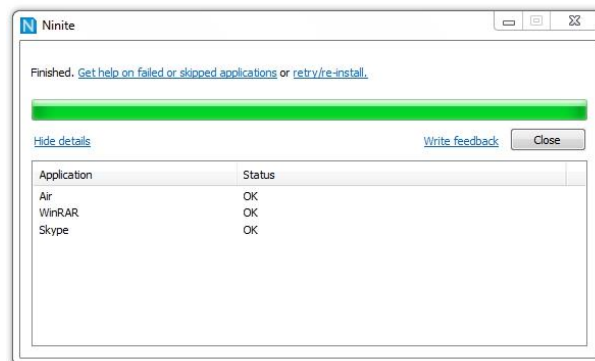 Ninite
Finished. Get help on failed or skipped applications or retry/re-install.
Hide details Write feedback Close
Application Status
Air OK
WinRAR OK
Skype OK